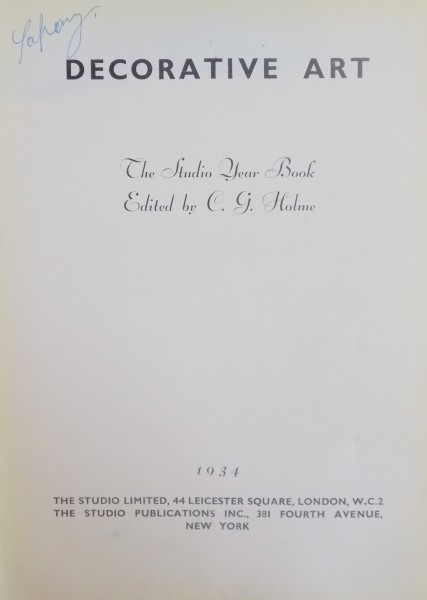 DECORATIVE ART
The Studio Year Book
Edited by C. G. Holme
1934
THE STUDIO LIMITED, 44 LEICESTER SQUARE, LONDON, W.C.2
THE STUDIO PUBLICATIONS INC., 381 FOURTH AVENUE,
NEW YORK